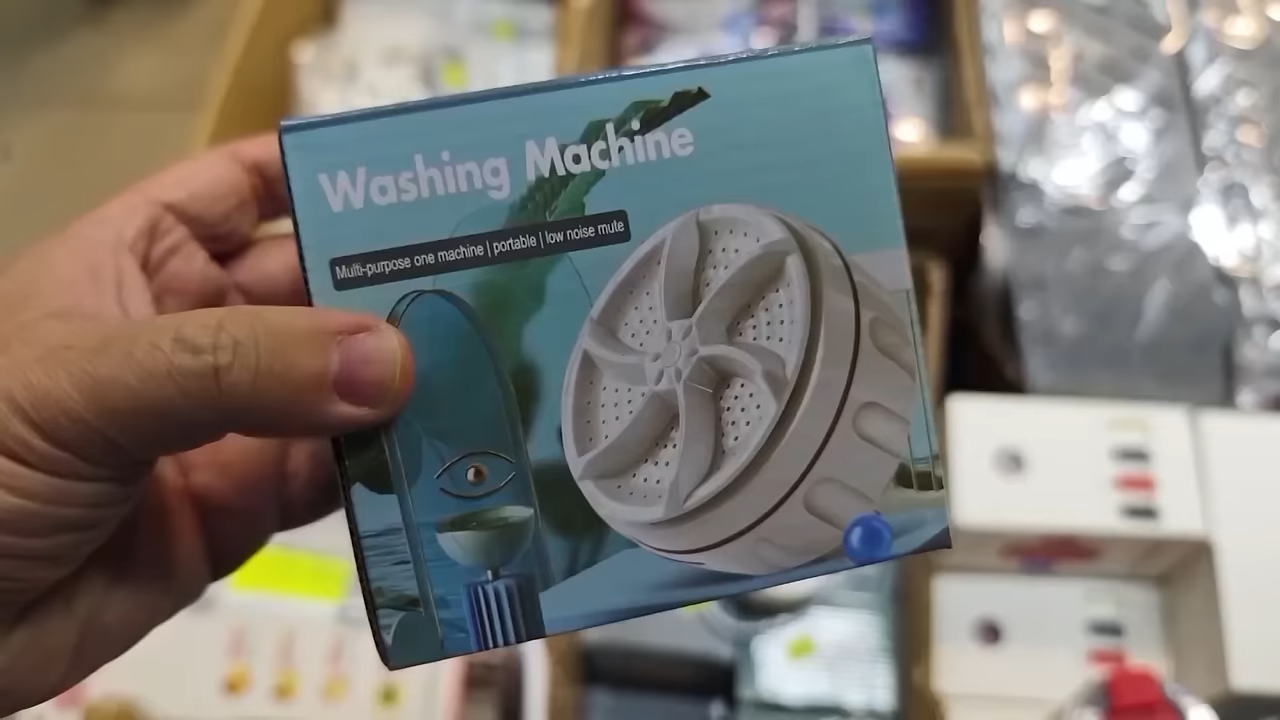 Washing Machine
Multi-purpose one machine | portable | low noise mute